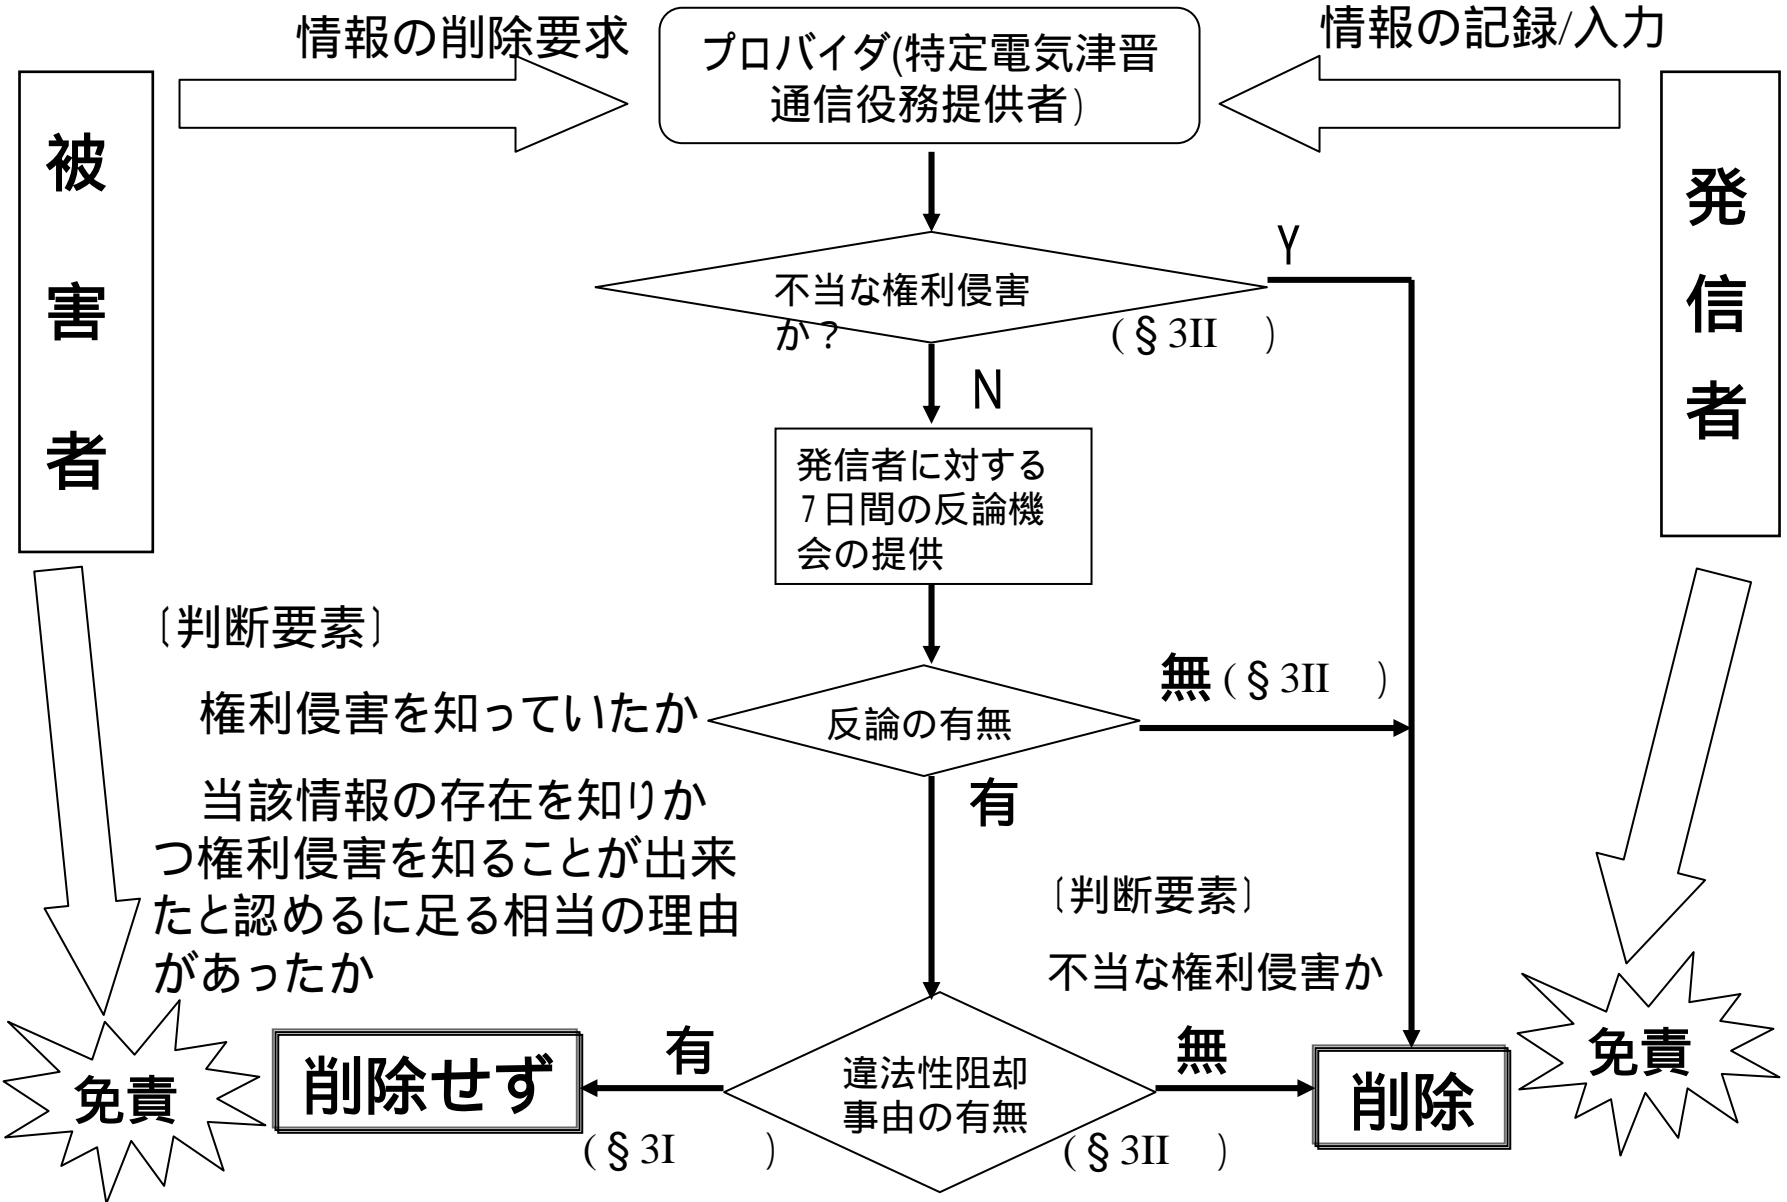 情報の削除要求
プロバイダ(特定電気津晋
通信役務提供者)
情報の記録/入力
被
害
者
発
信
者
不当な権利侵害
か？
(§3II　)
Y
N
発信者に対する
7日間の反論機
会の提供
〔判断要素〕
権利侵害を知っていたか
当該情報の存在を知りか
つ権利侵害を知ることが出来
たと認めるに足る相当の理由
があったか
反論の有無
無(§3II　)
有
〔判断要素〕
不当な権利侵害か
免責
削除せず
有
(§3I　)
違法性阻却
事由の有無
無
(§3II　)
削除
免責